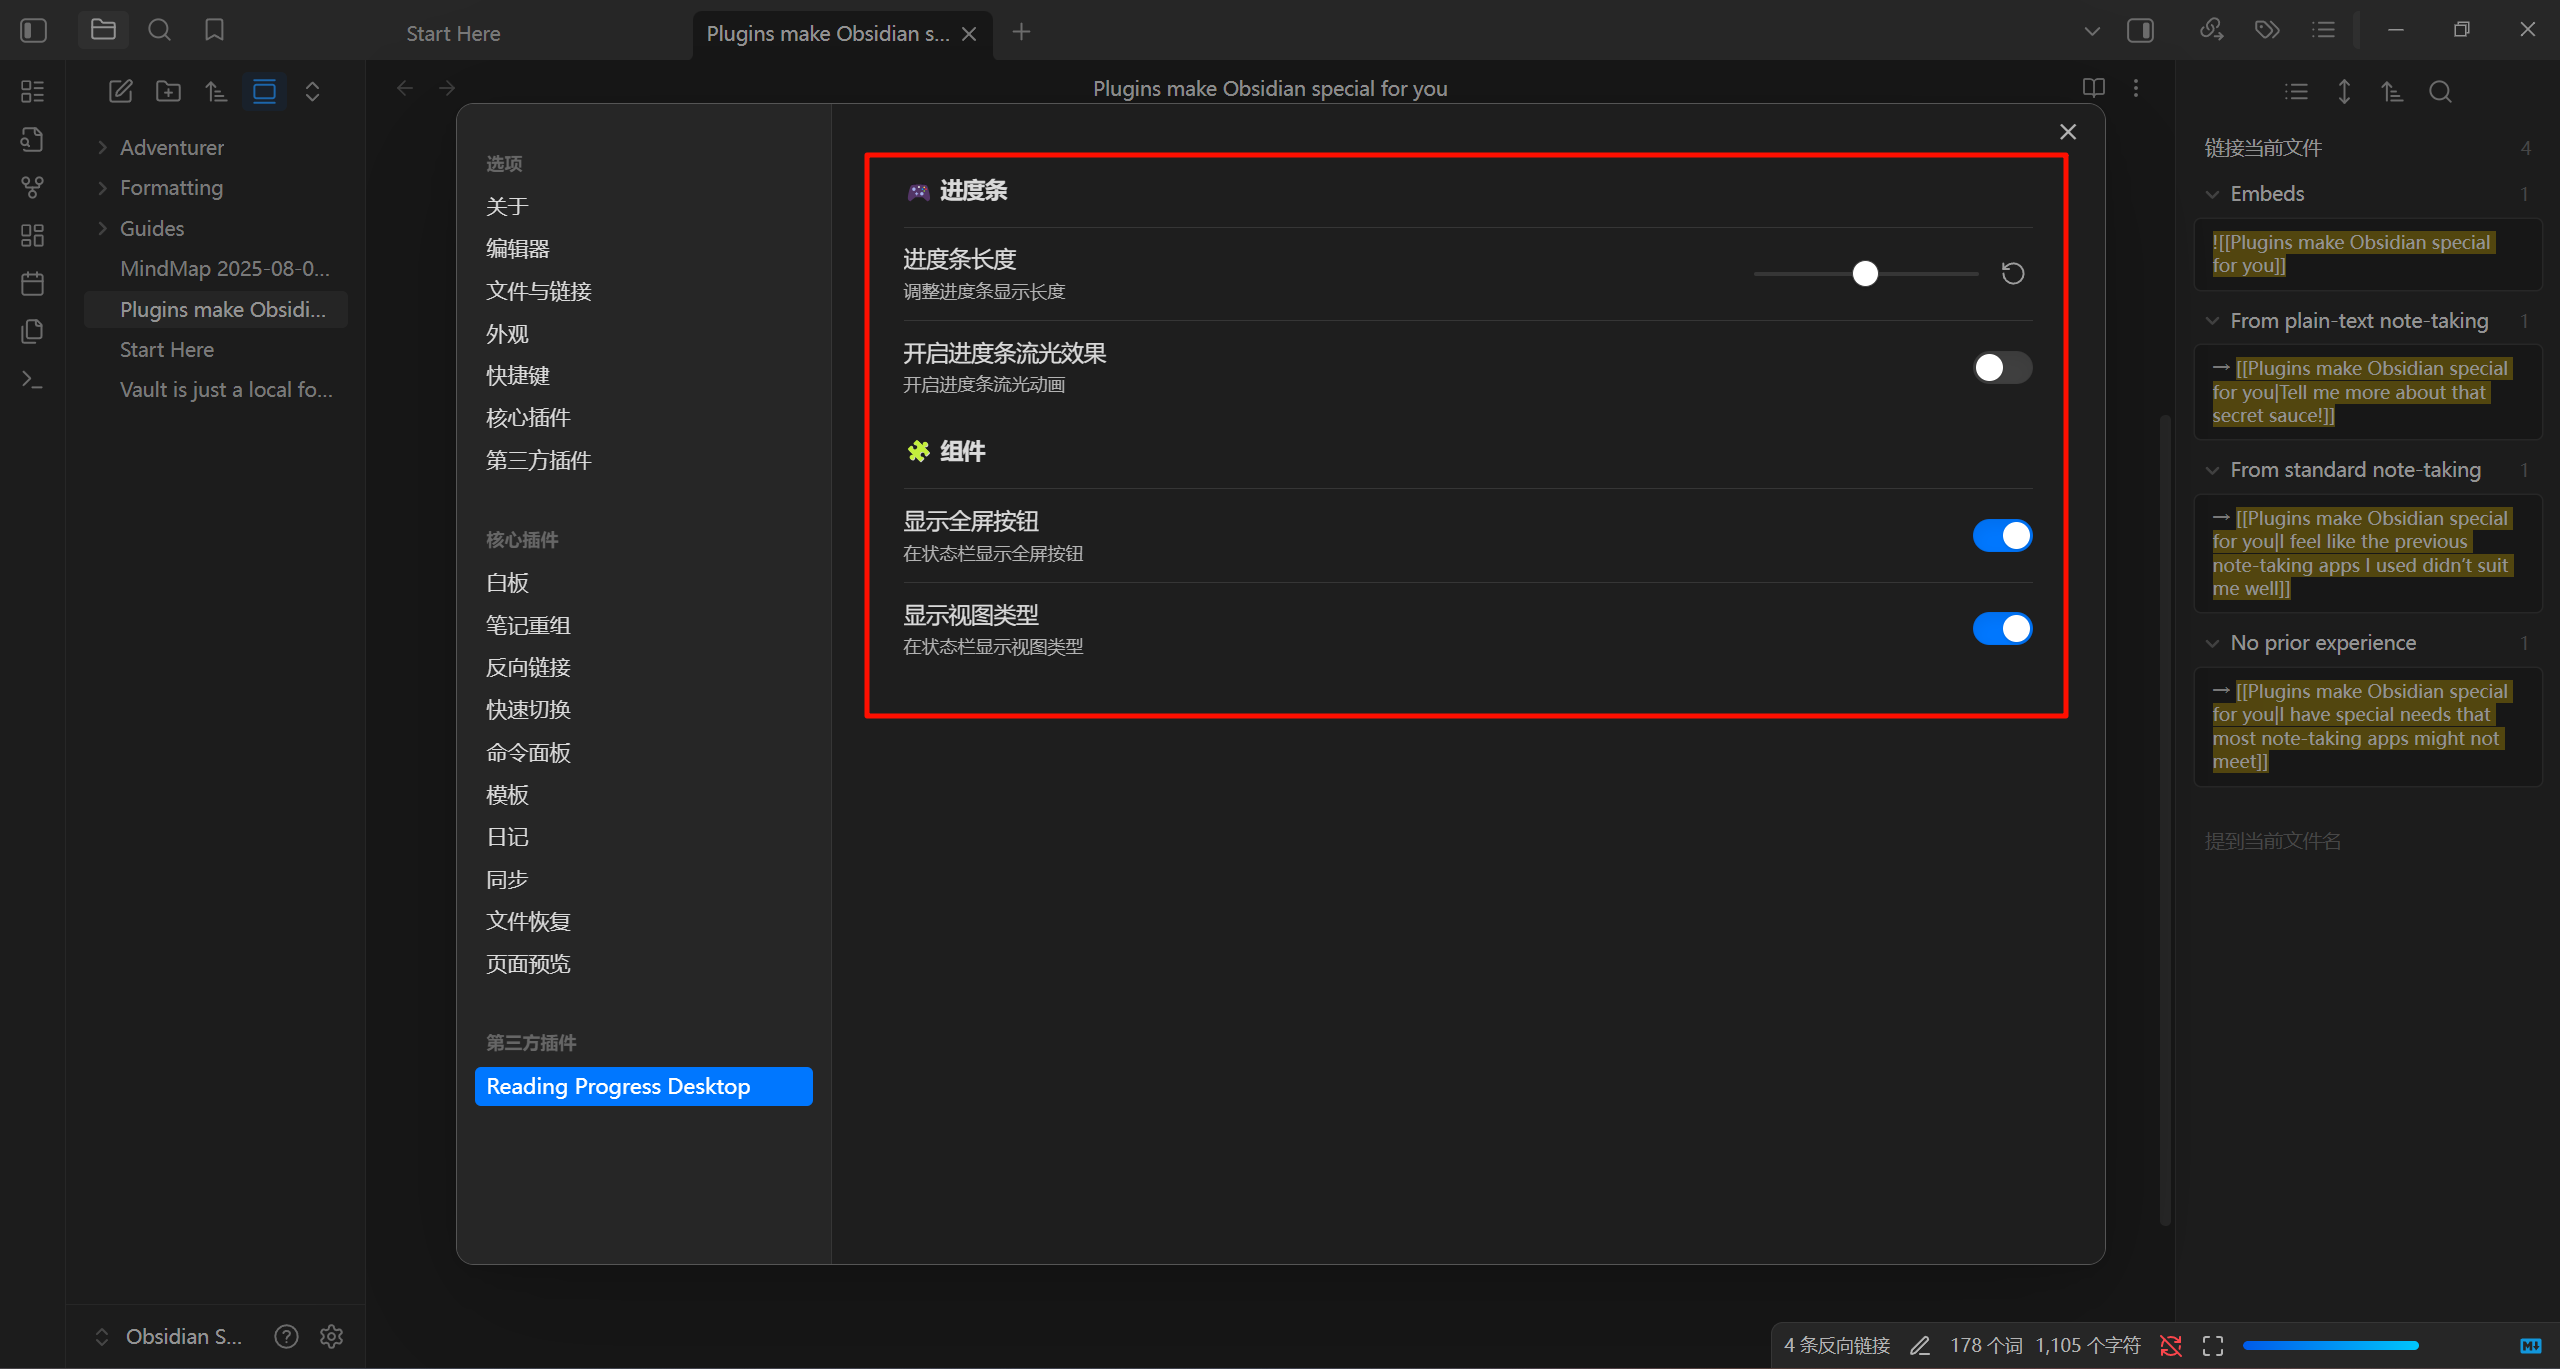 Start Here
Plugins make Obsidian s...
Plugins make Obsidian special for you
Adventurer
Formatting
Guides
MindMap 2025-08-0...
Plugins make Obsidi...
Start Here
Vault is just a local fo...
Obsidian S...
选项
关于
编辑器
文件与链接
外观
快捷键
核心插件
第三方插件
核心插件
白板
笔记重组
反向链接
快速切换
命令面板
模板
日记
同步
文件恢复
页面预览
第三方插件
Reading Progress Desktop
🎮 进度条
进度条长度
调整进度条显示长度
开启进度条流光效果
开启进度条流光动画
🧩 组件
显示全屏按钮
在状态栏显示全屏按钮
显示视图类型
在状态栏显示视图类型
链接当前文件 4
Embeds 1
![[Plugins make Obsidian special
for you]]
From plain-text note-taking 1
→ [[Plugins make Obsidian special
for you|Tell me more about that
secret sauce!]]
From standard note-taking 1
→ [[Plugins make Obsidian special
for you|I feel like the previous
note-taking apps I used didn't suit
me well]]
No prior experience 1
→ [[Plugins make Obsidian special
for you|I have special needs that
most note-taking apps might not
meet]]
提到当前文件名
4 条反向链接 178 个词 1,105 个字符